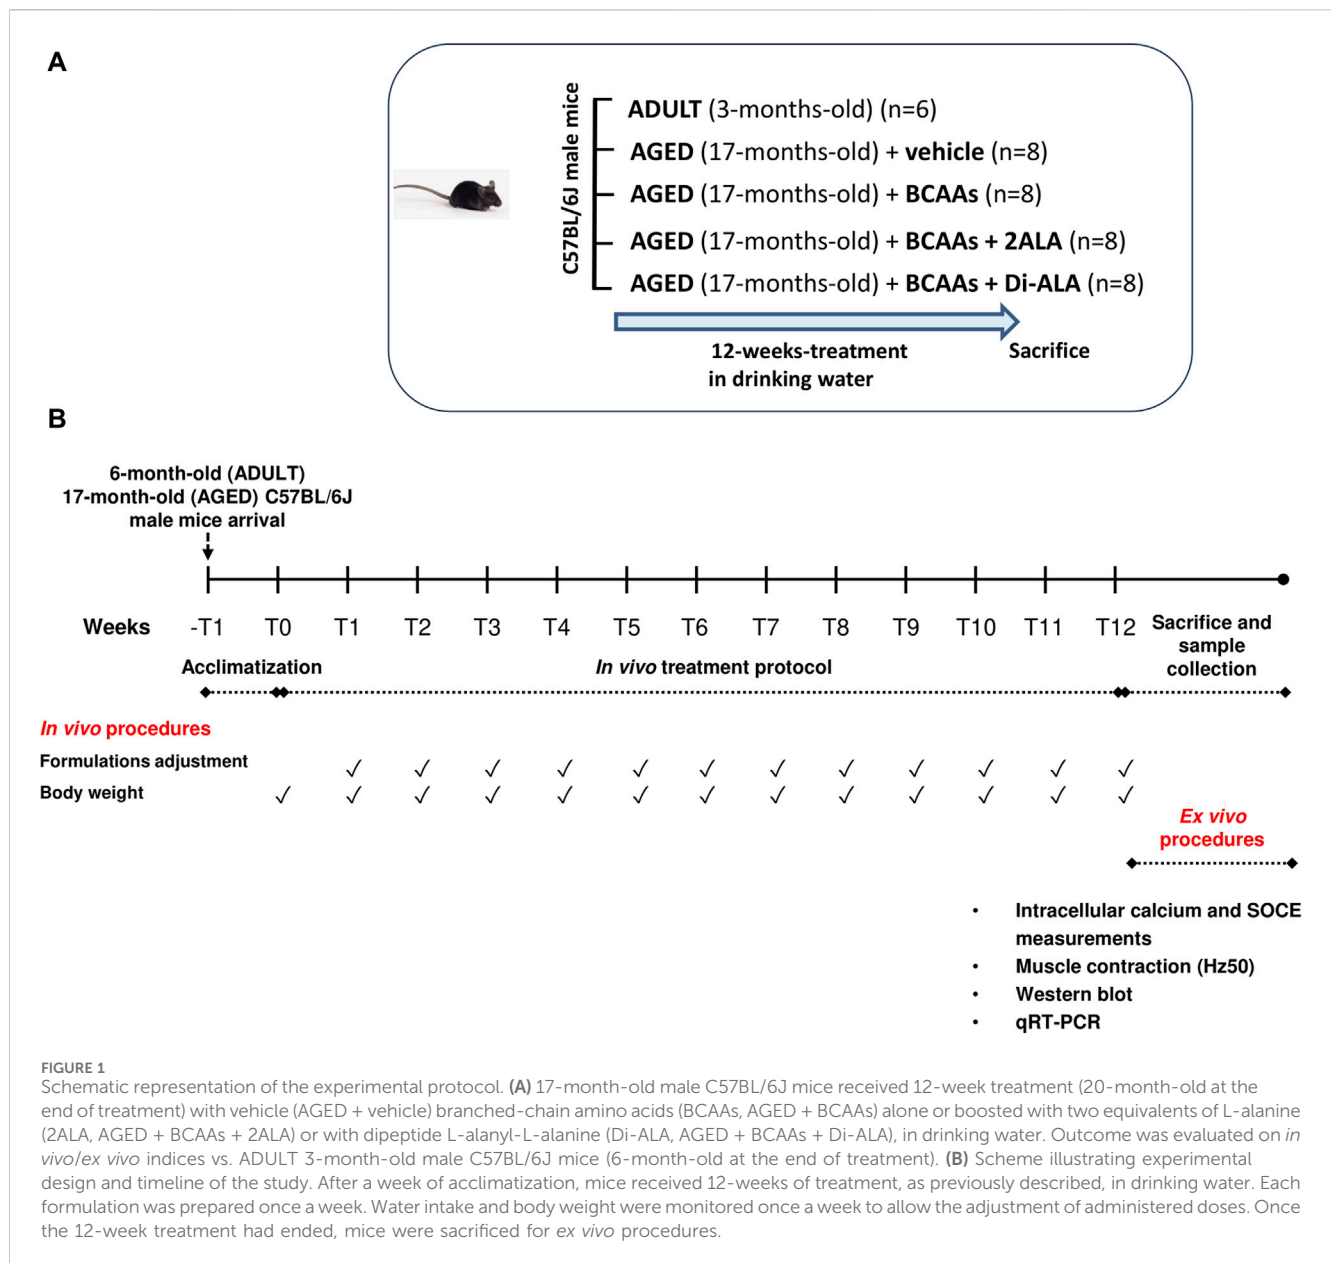 A
C57BL/6J male mice
ADULT (3-months-old) (n=6)
AGED (17-months-old) + vehicle (n=8)
AGED (17-months-old) + BCAAs (n=8)
AGED (17-months-old) + BCAAs + 2ALA (n=8)
AGED (17-months-old) + BCAAs + Di-ALA (n=8)
12-weeks-treatment
in drinking water
Sacrifice
B
6-month-old (ADULT)
17-month-old (AGED) C57BL/6J
male mice arrival
Weeks -T1 T0 T1 T2 T3 T4 T5 T6 T7 T8 T9 T10 T11 T12
Sacrifice and
sample
collection
Acclimatization
In vivo treatment protocol
In vivo procedures
Formulations adjustment ✓ ✓ ✓ ✓ ✓ ✓ ✓ ✓ ✓ ✓ ✓ ✓
Body weight ✓ ✓ ✓ ✓ ✓ ✓ ✓ ✓ ✓ ✓ ✓ ✓ ✓
Ex vivo
procedures
• Intracellular calcium and SOCE
measurements
• Muscle contraction (Hz50)
• Western blot
• qRT-PCR
FIGURE 1
Schematic representation of the experimental protocol. (A) 17-month-old male C57BL/6J mice received 12-week treatment (20-month-old at the
end of treatment) with vehicle (AGED + vehicle) branched-chain amino acids (BCAAs, AGED + BCAAs) alone or boosted with two equivalents of L-alanine
(2ALA, AGED + BCAAs + 2ALA) or with dipeptide L-alanyl-L-alanine (Di-ALA, AGED + BCAAs + Di-ALA), in drinking water. Outcome was evaluated on in
vivo/ex vivo indices vs. ADULT 3-month-old male C57BL/6J mice (6-month-old at the end of treatment). (B) Scheme illustrating experimental
design and timeline of the study. After a week of acclimatization, mice received 12-weeks of treatment, as previously described, in drinking water. Each
formulation was prepared once a week. Water intake and body weight were monitored once a week to allow the adjustment of administered doses. Once
the 12-week treatment had ended, mice were sacrificed for ex vivo procedures.